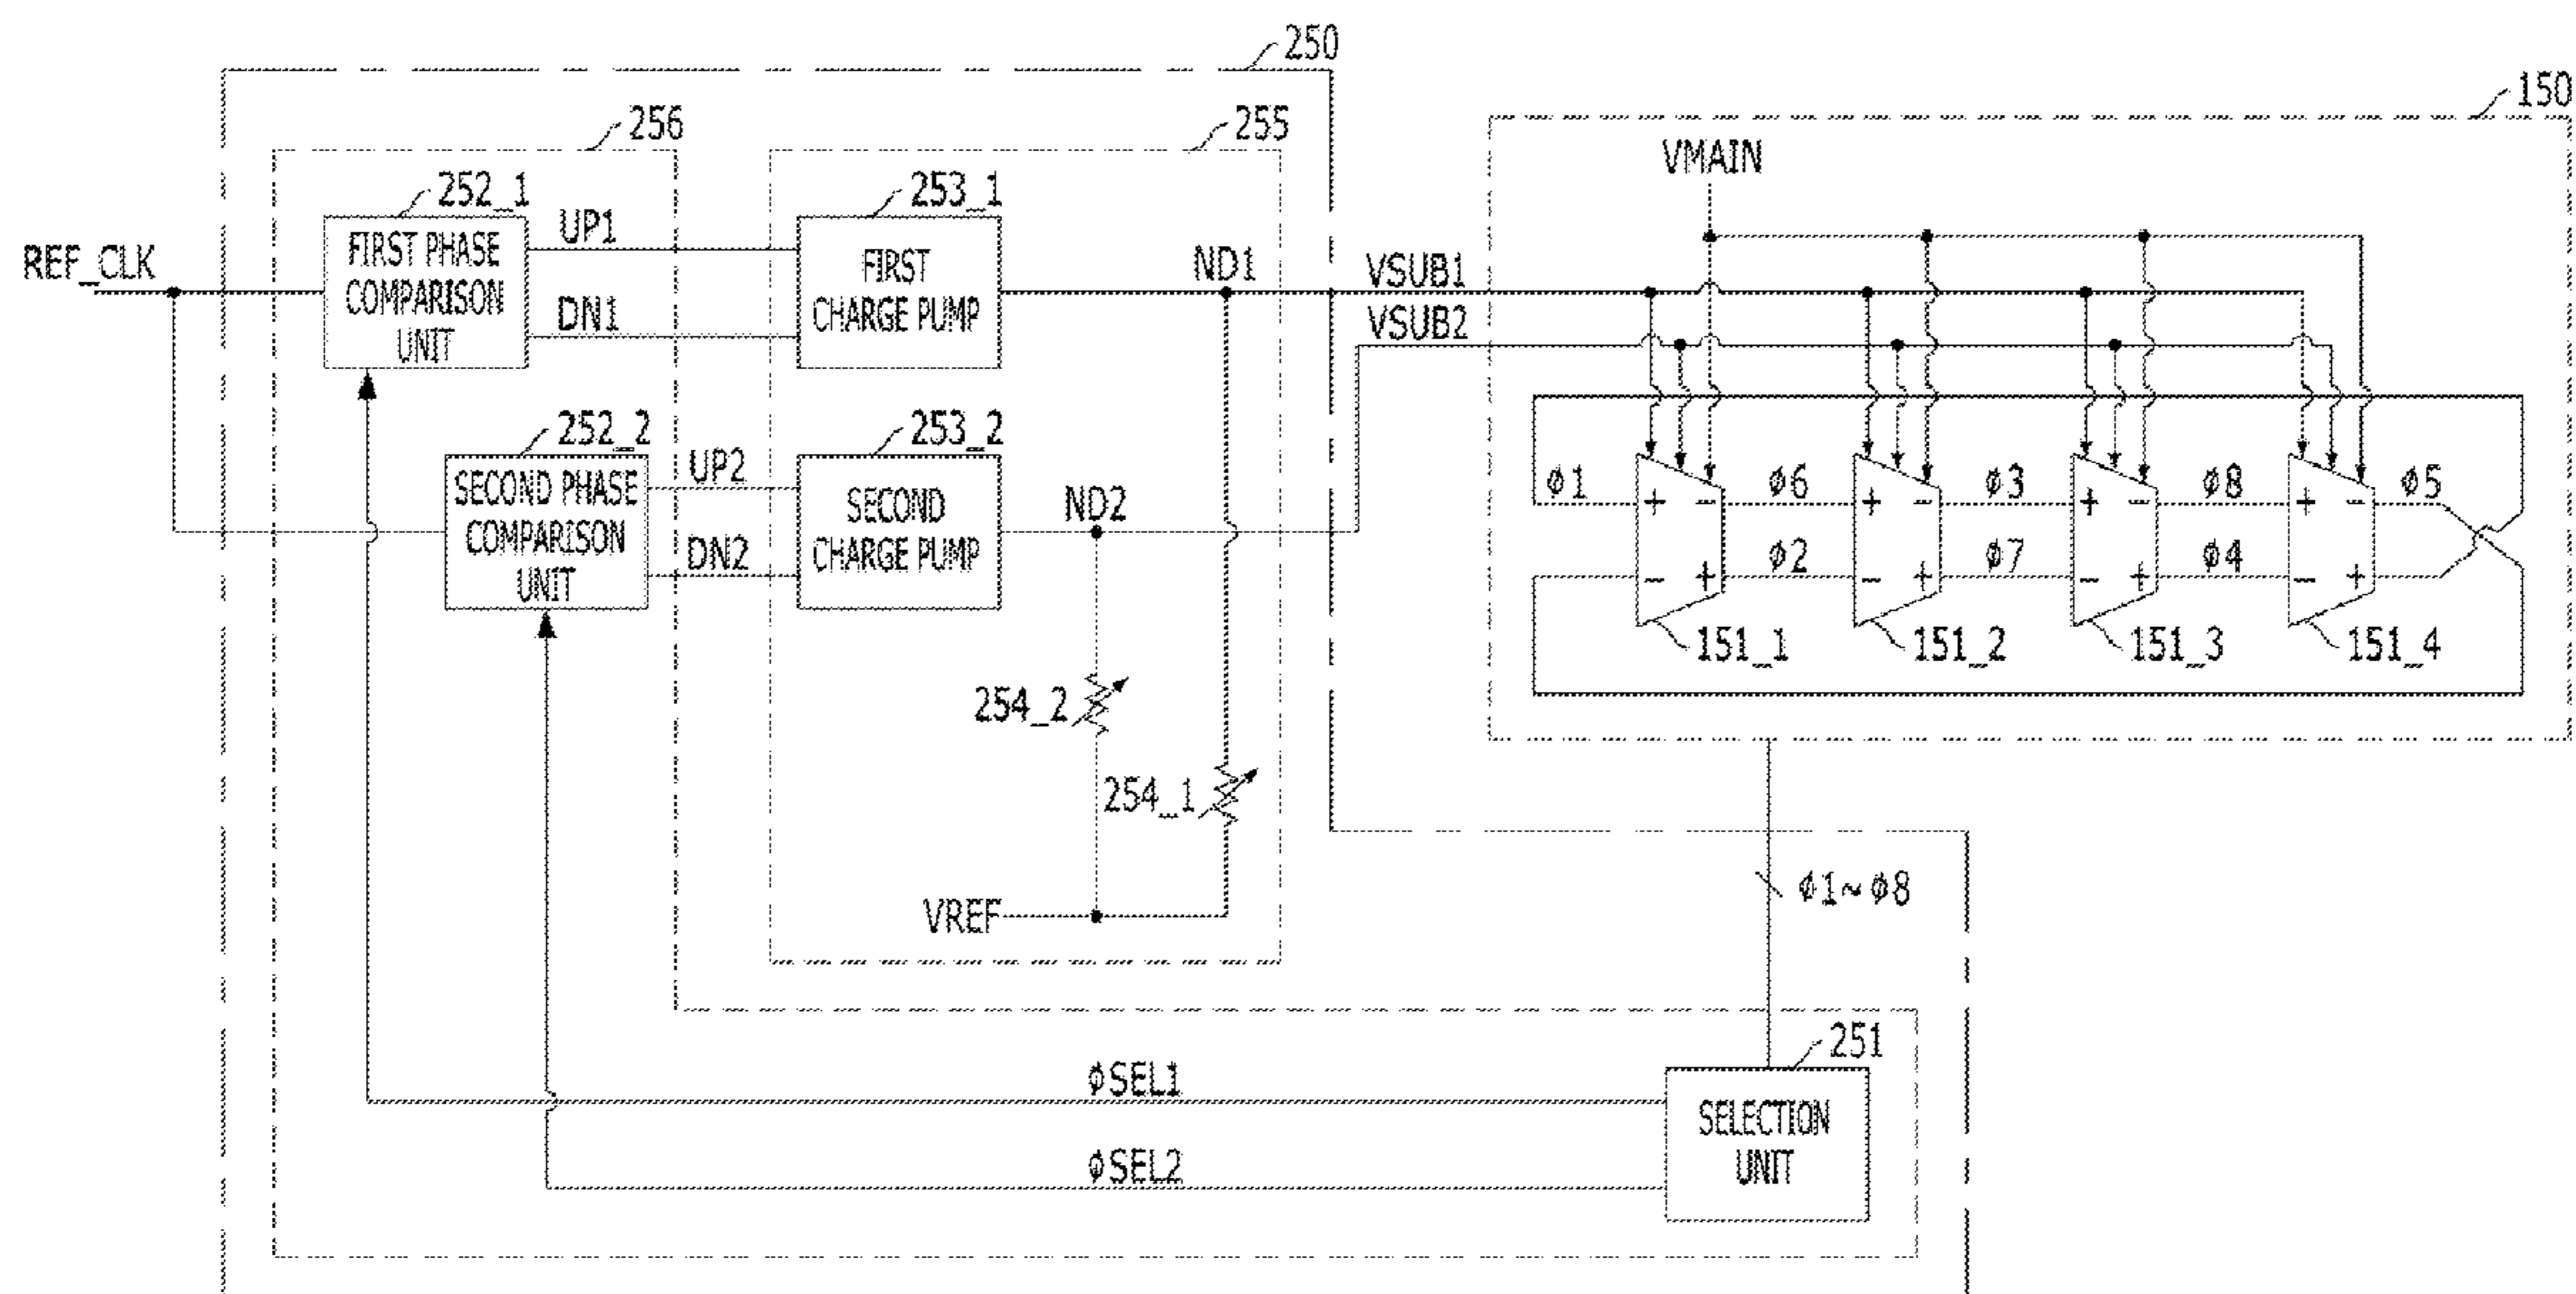 250
150
256
255
VMAIN
252_1
253_1
REF_CLK
FIRST PHASE
COMPARISON
UNIT
UP1
DN1
FIRST
CHARGE PUMP
ND1
VSUB1
VSUB2
252_2
253_2
SECOND PHASE
COMPARISON
UNIT
UP2
DN2
SECOND
CHARGE PUMP
ND2
ϕ1
+ −
− +
ϕ6
ϕ2
+ −
− +
ϕ3
ϕ7
+ −
− +
ϕ8
ϕ4
+ −
− +
ϕ5
151_1
151_2
151_3
151_4
254_2
254_1
VREF
ϕ1~ϕ8
251
ϕSEL1
ϕSEL2
SELECTION
UNIT